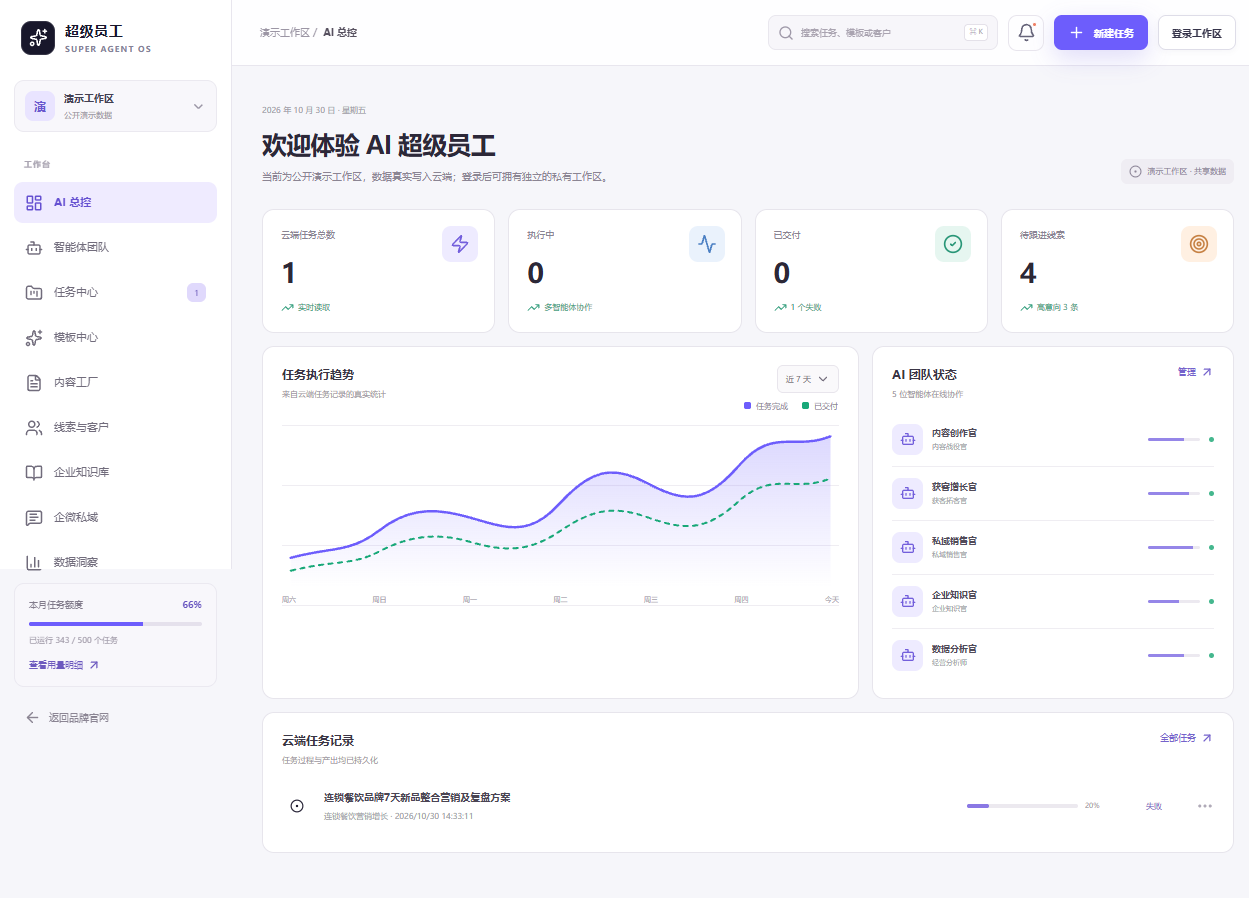 超级员工
SUPER AGENT OS
演示工作区
公开演示数据
工作台
AI 总控
智能体团队
任务中心
1
模板中心
内容工厂
线索与客户
企业知识库
企微私域
数据洞察
本月任务额度
66%
已运行 343 / 500 个任务
查看用量明细
返回品牌官网
演示工作区 / AI 总控
搜索任务、模板或客户
⌘ K
新建任务
登录工作区
2026 年 10 月 30 日 · 星期五
欢迎体验 AI 超级员工
当前为公开演示工作区，数据真实写入云端；登录后可拥有独立的私有工作区。
演示工作区 · 共享数据
云端任务总数
1
实时读取
执行中
0
多智能体协作
已交付
0
1 个失败
待跟进线索
4
高意向 3 条
任务执行趋势
来自云端任务记录的真实统计
近 7 天
任务完成
已交付
周六
周日
周一
周二
周三
周四
今天
AI 团队状态
5 位智能体在线协作
管理
内容创作官
内容战役官
获客增长官
获客拓客官
私域销售官
私域销售官
企业知识官
企业知识官
数据分析官
经营分析师
云端任务记录
任务过程与产出均已持久化
全部任务
连锁餐饮品牌7天新品整合营销及复盘方案
连锁餐饮营销增长 · 2026/10/30 14:33:11
20%
失败